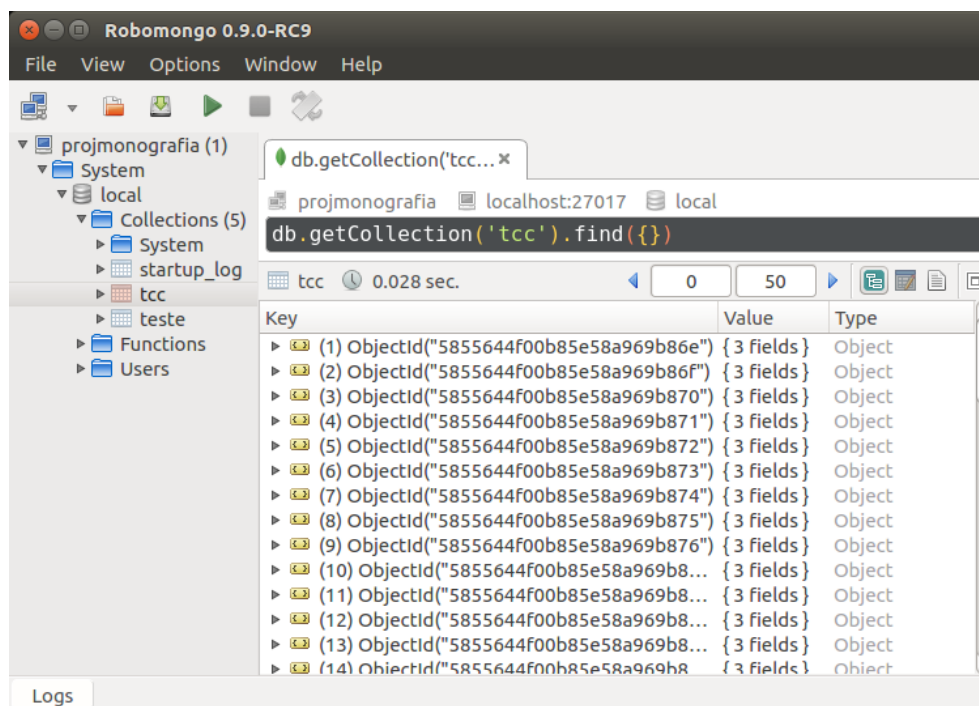 Robomongo 0.9.0-RC9
File View Options Window Help
projmonografia (1)
System
local
Collections (5)
System
startup_log
tcc
teste
Functions
Users
db.getCollection('tcc...
projmonografia localhost:27017 local
db.getCollection('tcc').find({})
tcc 0.028 sec. 0 50
Key Value Type
(1) ObjectId("5855644f00b85e58a969b86e") { 3 fields } Object
(2) ObjectId("5855644f00b85e58a969b86f") { 3 fields } Object
(3) ObjectId("5855644f00b85e58a969b870") { 3 fields } Object
(4) ObjectId("5855644f00b85e58a969b871") { 3 fields } Object
(5) ObjectId("5855644f00b85e58a969b872") { 3 fields } Object
(6) ObjectId("5855644f00b85e58a969b873") { 3 fields } Object
(7) ObjectId("5855644f00b85e58a969b874") { 3 fields } Object
(8) ObjectId("5855644f00b85e58a969b875") { 3 fields } Object
(9) ObjectId("5855644f00b85e58a969b876") { 3 fields } Object
(10) ObjectId("5855644f00b85e58a969b8... { 3 fields } Object
(11) ObjectId("5855644f00b85e58a969b8... { 3 fields } Object
(12) ObjectId("5855644f00b85e58a969b8... { 3 fields } Object
(13) ObjectId("5855644f00b85e58a969b8... { 3 fields } Object
(14) ObjectId("5855644f00b85e58a969b8... { 3 fields } Object
Logs